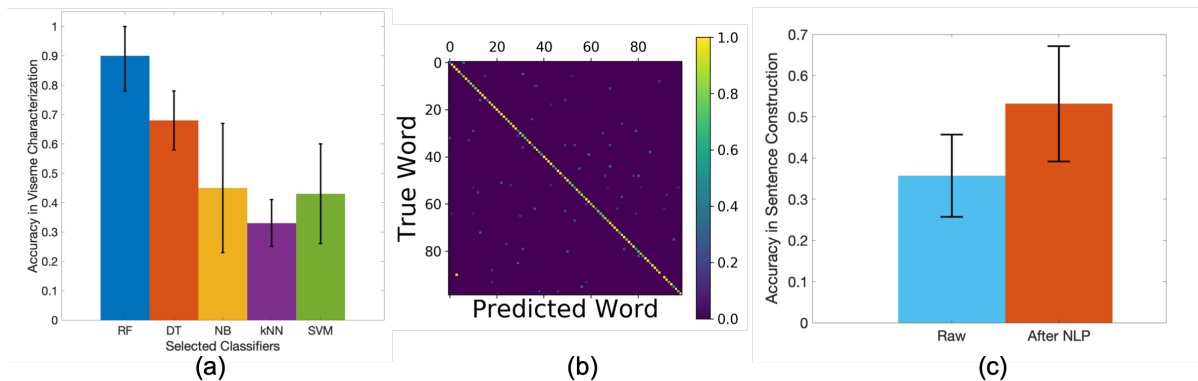 Accuracy in Viseme Characterization
1
0.9
0.8
0.7
0.6
0.5
0.4
0.3
0.2
0.1
0
RF DT NB kNN SVM
Selected Classifiers
(a)
0 20 40 60 80
True Word
0
20
40
60
80
Predicted Word
1.0
0.8
0.6
0.4
0.2
0.0
(b)
Accuracy in Sentence Construction
0.7
0.6
0.5
0.4
0.3
0.2
0.1
0
Raw After NLP
(c)